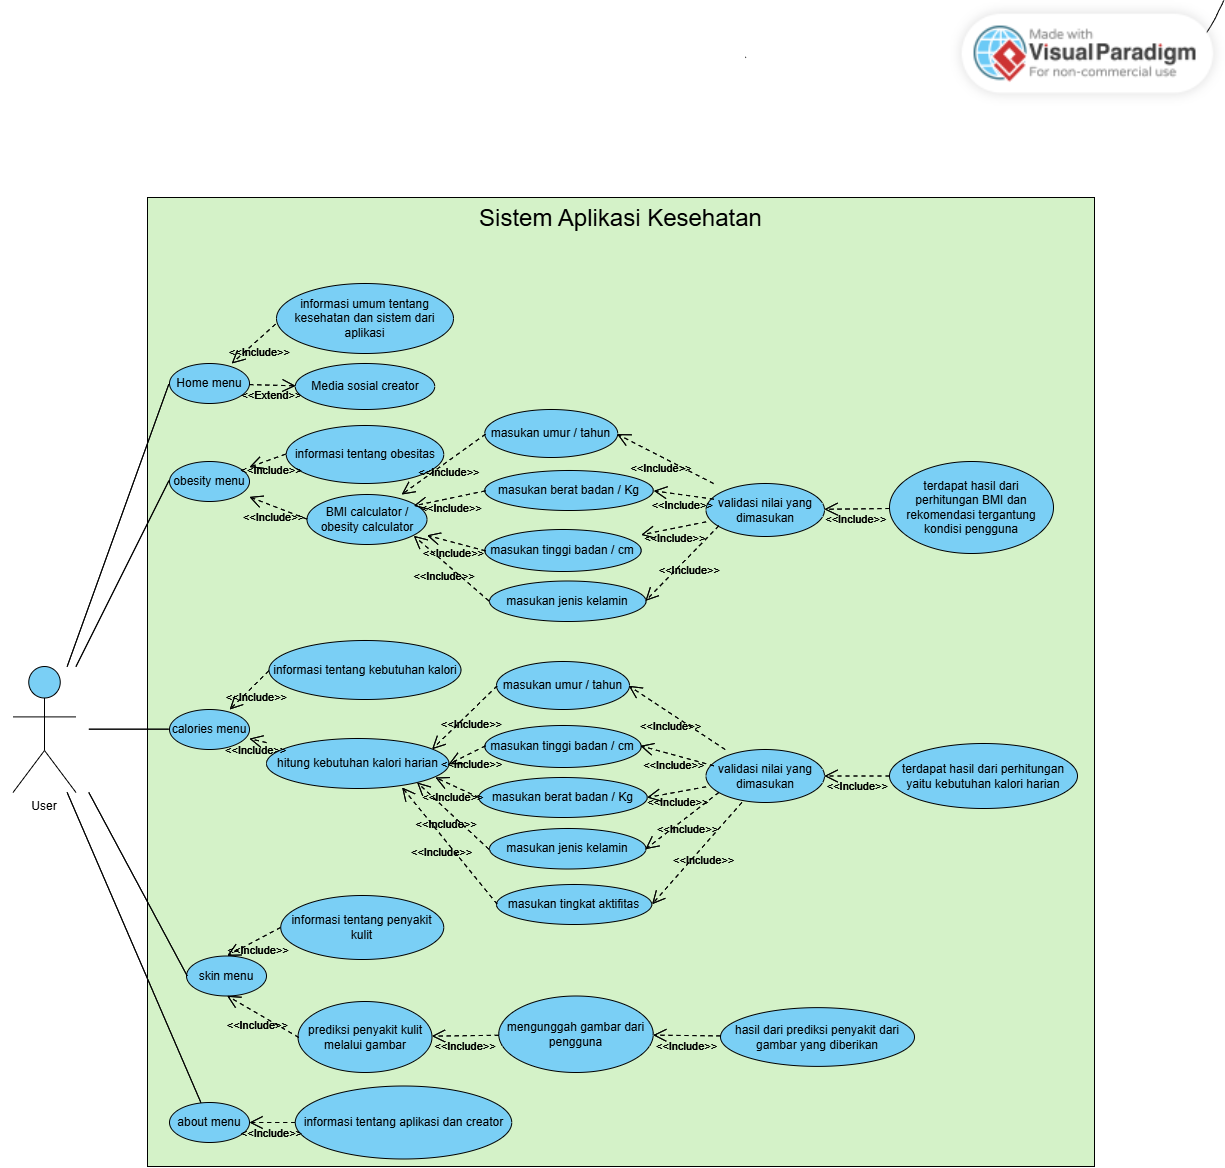 Made with
Visual Paradigm
For non-commercial use
Sistem Aplikasi Kesehatan
informasi umum tentang
kesehatan dan sistem dari
aplikasi
<<Include>>
Home menu
Media sosial creator
<<Extend>>
informasi tentang obesitas
<<Include>>
obesity menu
BMI calculator /
obesity calculator
<<Include>>
masukan umur / tahun
<<Include>>
masukan berat badan / Kg
<<Include>>
masukan tinggi badan / cm
<<Include>>
masukan jenis kelamin
<<Include>>
<<Include>>
<<Include>>
<<Include>>
<<Include>>
validasi nilai yang
dimasukan
<<Include>>
terdapat hasil dari
perhitungan BMI dan
rekomendasi tergantung
kondisi pengguna
User
informasi tentang kebutuhan kalori
<<Include>>
calories menu
<<Include>>
hitung kebutuhan kalori harian
masukan umur / tahun
<<Include>>
masukan tinggi badan / cm
<<Include>>
masukan berat badan / Kg
<<Include>>
masukan jenis kelamin
<<Include>>
masukan tingkat aktifitas
<<Include>>
<<Include>>
<<Include>>
<<Include>>
<<Include>>
<<Include>>
validasi nilai yang
dimasukan
<<Include>>
terdapat hasil dari perhitungan
yaitu kebutuhan kalori harian
informasi tentang penyakit
kulit
<<Include>>
skin menu
<<Include>>
prediksi penyakit kulit
melalui gambar
<<Include>>
mengunggah gambar dari
pengguna
<<Include>>
hasil dari prediksi penyakit dari
gambar yang diberikan
about menu
<<Include>>
informasi tentang aplikasi dan creator